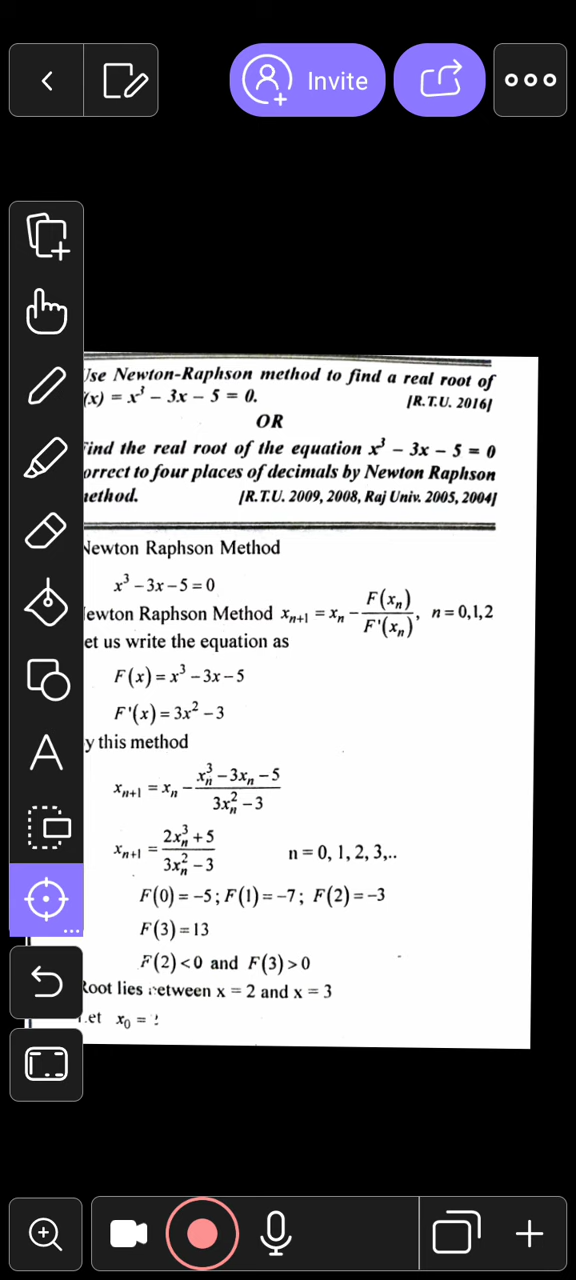 Invite
Use Newton-Raphson method to find a real root of
(x) = x³ − 3x − 5 = 0. [R.T.U. 2016]
OR
Find the real root of the equation x³ − 3x − 5 = 0
orrect to four places of decimals by Newton Raphson
nethod. [R.T.U. 2009, 2008, Raj Univ. 2005, 2004]
Newton Raphson Method
x³ − 3x − 5 = 0
ewton Raphson Method xₙ₊₁ = xₙ − F(xₙ)/F'(xₙ), n = 0,1,2
et us write the equation as
F(x) = x³ − 3x − 5
F'(x) = 3x² − 3
y this method
xₙ₊₁ = xₙ − (xₙ³ − 3xₙ − 5)/(3xₙ² − 3)
xₙ₊₁ = (2xₙ³ + 5)/(3xₙ² − 3) n = 0, 1, 2, 3,..
F(0) = −5; F(1) = −7; F(2) = −3
F(3) = 13
F(2) < 0 and F(3) > 0
Root lies between x = 2 and x = 3
Let x₀ =
A